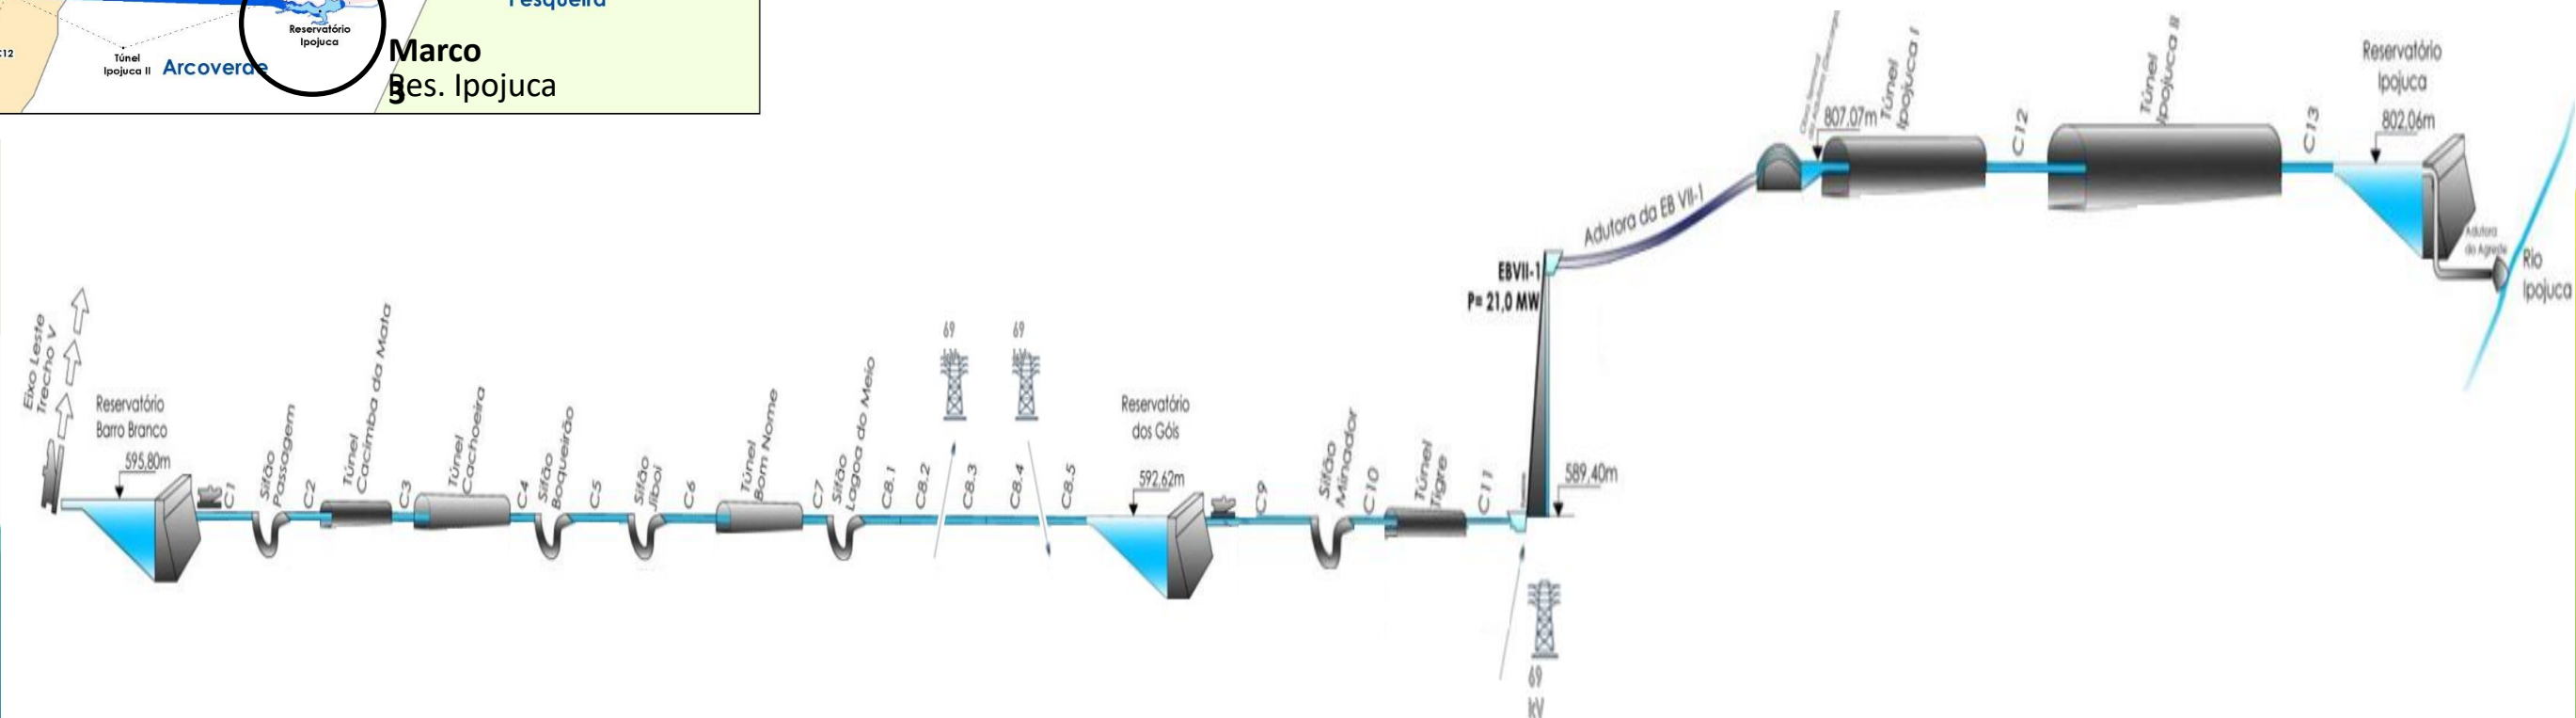 Pesqueira
Reservatório
Ipojuca
C12
Túnel
Ipojuca II
Arcoverde
Marco
3
Res. Ipojuca
Eixo Leste
Trecho V
Reservatório
Barro Branco
595,80m
C1
Sifão
Passagem
C2
Túnel
Cacimba da Mata
C3
Túnel
Cachoeira
C4
Sifão
Boqueirão
C5
Sifão
Jiboi
C6
Túnel
Bom Nome
C7
Sifão
Lagoa do Meio
C8.1
C8.2
69
C8.3
69
C8.4
C8.5
Reservatório
dos Góis
592,62m
C9
Sifão
Mirador
C10
Túnel
Tigre
C11
EBVII-1
P= 21,0 MW
589,40m
69
kV
Adutora da EB VII-1
807,07m
Túnel
Ipojuca I
C12
Túnel
Ipojuca II
C13
Reservatório
Ipojuca
802,06m
Adutora
do Agreste
Rio
Ipojuca